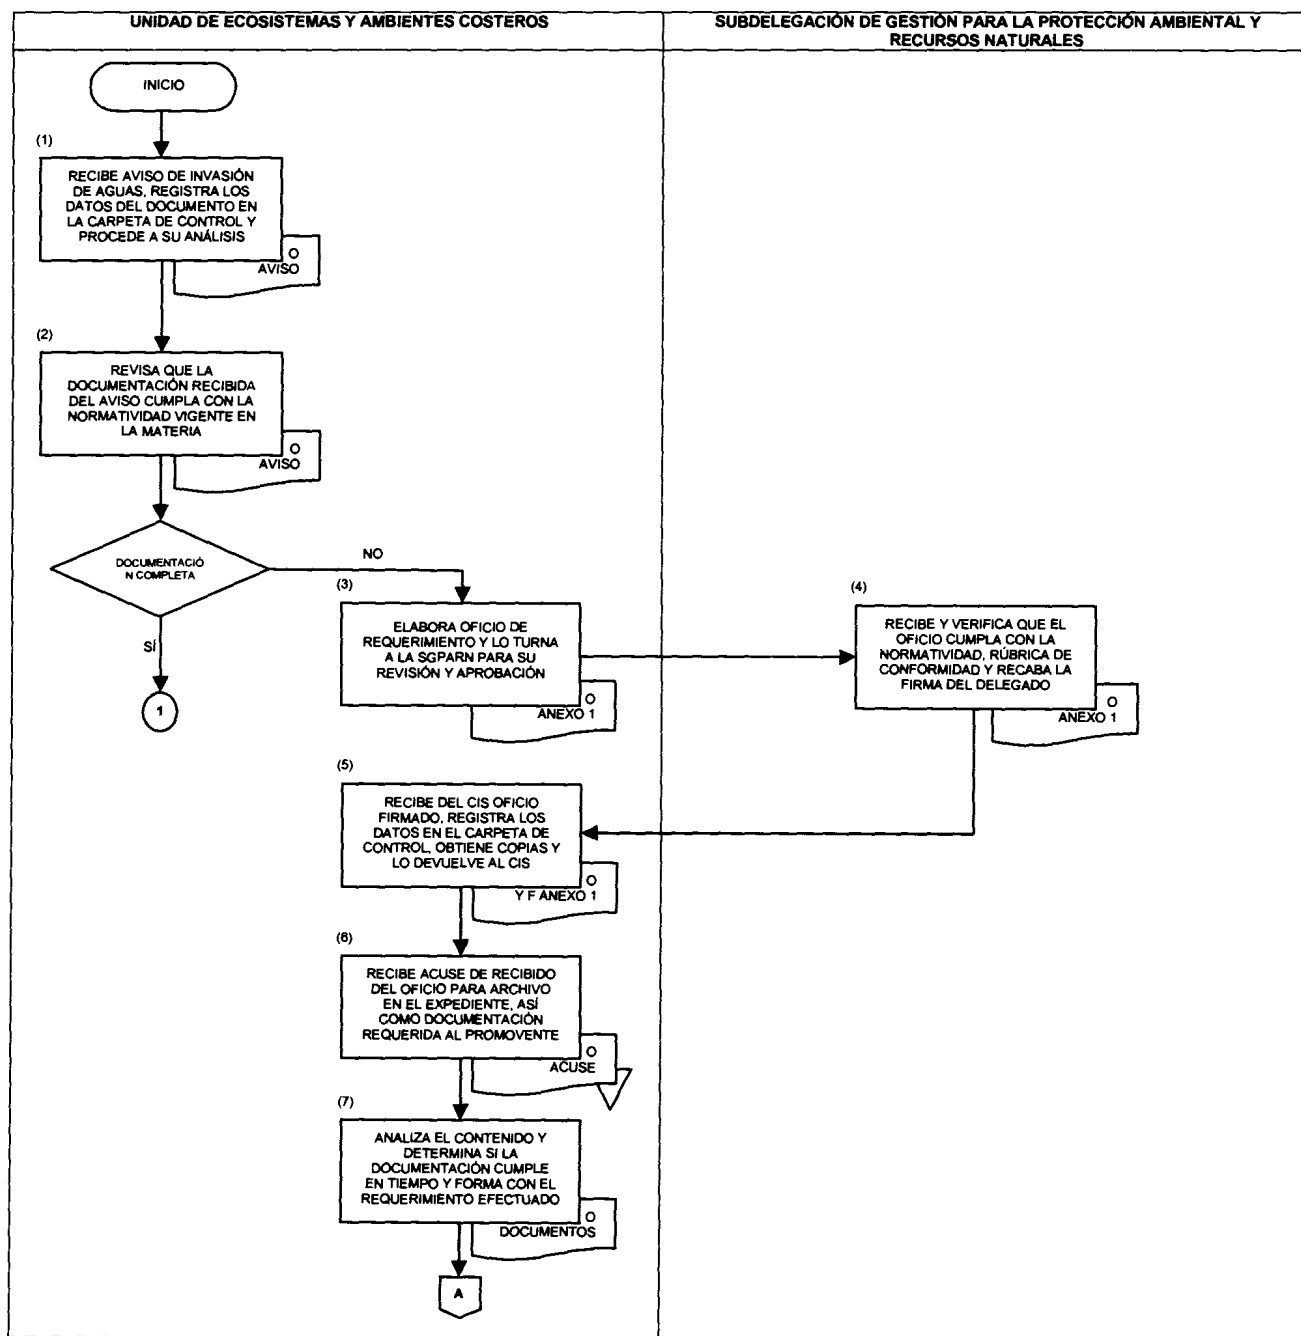 UNIDAD DE ECOSISTEMAS Y AMBIENTES COSTEROS
SUBDELEGACIÓN DE GESTIÓN PARA LA PROTECCIÓN AMBIENTAL Y
RECURSOS NATURALES
INICIO
(1)
RECIBE AVISO DE INVASIÓN
DE AGUAS, REGISTRA LOS
DATOS DEL DOCUMENTO EN
LA CARPETA DE CONTROL Y
PROCEDE A SU ANÁLISIS
O
AVISO
(2)
REVISA QUE LA
DOCUMENTACIÓN RECIBIDA
DEL AVISO CUMPLA CON LA
NORMATIVIDAD VIGENTE EN
LA MATERIA
O
AVISO
DOCUMENTACIÓ
N COMPLETA
NO
SÍ
1
(3)
ELABORA OFICIO DE
REQUERIMIENTO Y LO TURNA
A LA SGPARN PARA SU
REVISIÓN Y APROBACIÓN
O
ANEXO 1
(4)
RECIBE Y VERIFICA QUE EL
OFICIO CUMPLA CON LA
NORMATIVIDAD, RÚBRICA DE
CONFORMIDAD Y RECABA LA
FIRMA DEL DELEGADO
O
ANEXO 1
(5)
RECIBE DEL CIS OFICIO
FIRMADO, REGISTRA LOS
DATOS EN EL CARPETA DE
CONTROL, OBTIENE COPIAS Y
LO DEVUELVE AL CIS
O
Y F ANEXO 1
(6)
RECIBE ACUSE DE RECIBIDO
DEL OFICIO PARA ARCHIVO
EN EL EXPEDIENTE, ASÍ
COMO DOCUMENTACIÓN
REQUERIDA AL PROMOVENTE
O
ACUSE
(7)
ANALIZA EL CONTENIDO Y
DETERMINA SI LA
DOCUMENTACIÓN CUMPLE
EN TIEMPO Y FORMA CON EL
REQUERIMIENTO EFECTUADO
O
DOCUMENTOS
A